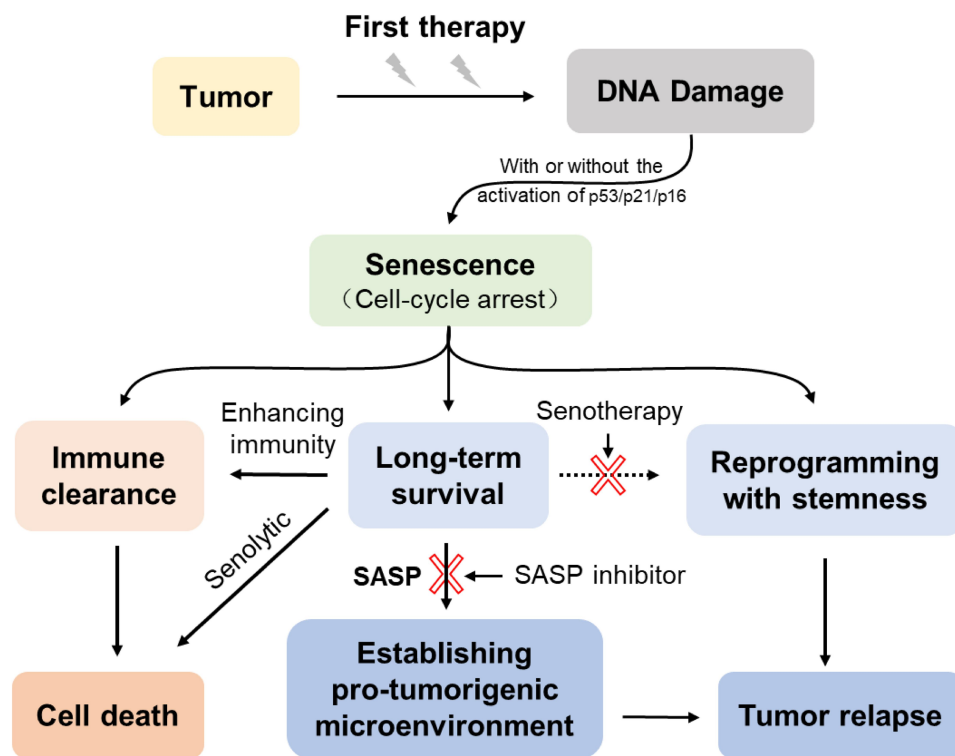 First therapy
Tumor
DNA Damage
With or without the
activation of p53/p21/p16
Senescence
（Cell-cycle arrest）
Enhancing
immunity
Senotherapy
Immune
clearance
Long-term
survival
Reprogramming
with stemness
Senolytic
SASP
SASP inhibitor
Cell death
Establishing
pro-tumorigenic
microenvironment
Tumor relapse